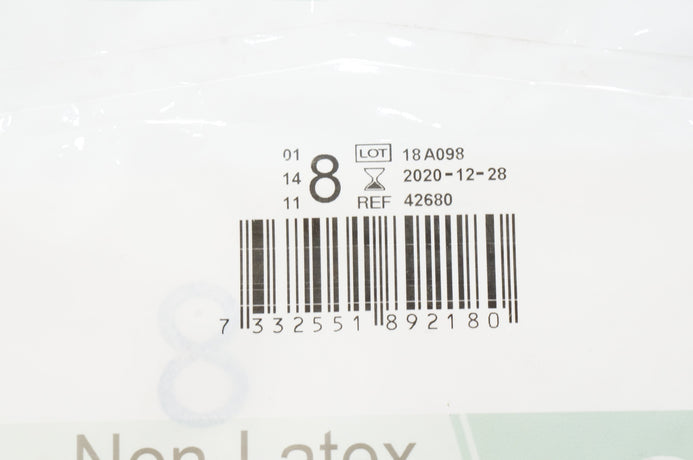 01 8 LOT 18A098
14 2020-12-28
11 REF 42680
7 332551 892180
8
Non Latex